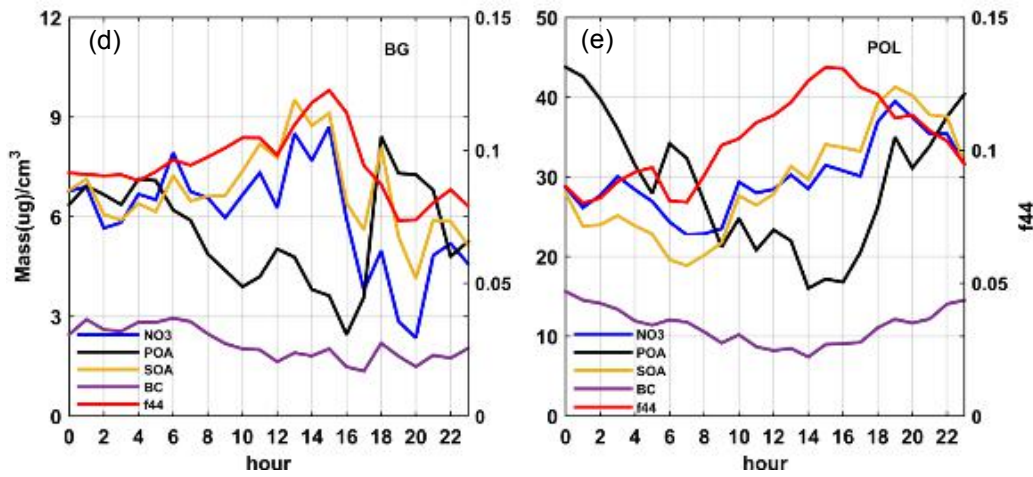 12 0.15 50 0.15
(d) BG (e) POL
40
9
0.1 0.1
30
6
20
0.05 0.05
3
10
NO3 NO3
POA POA
SOA SOA
BC BC
f44 f44
0 0 0 0
0 2 4 6 8 10 12 14 16 18 20 22 0 2 4 6 8 10 12 14 16 18 20 22
hour hour
Mass(ug)/cm³
f44